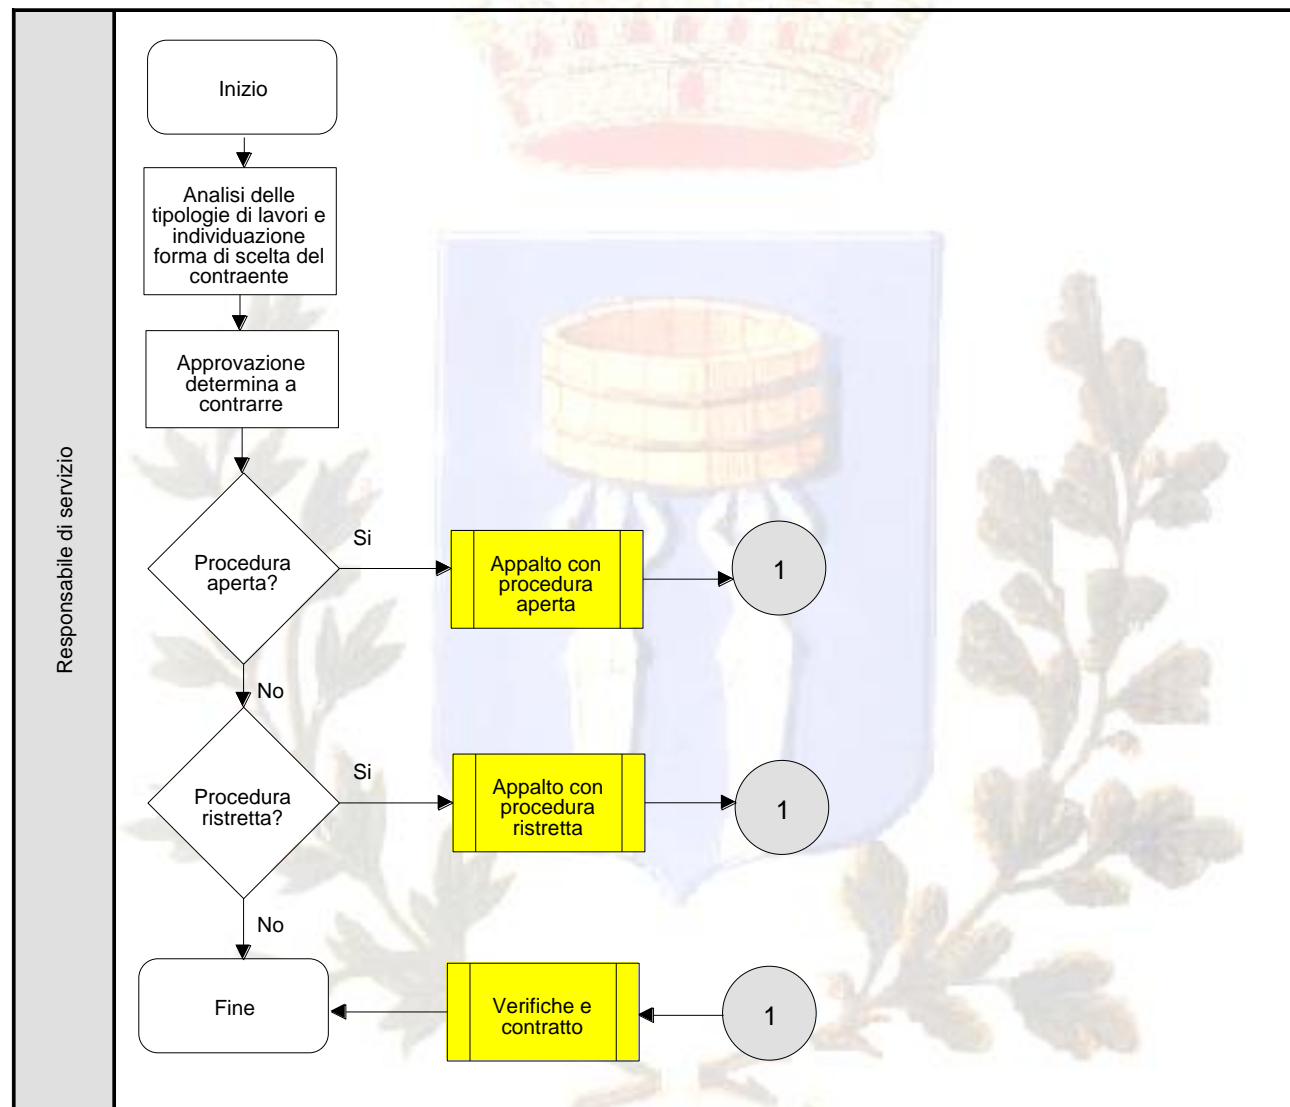 Responsabile di servizio
Inizio
Analisi delle
tipologie di lavori e
individuazione
forma di scelta del
contraente
Approvazione
determina a
contrarre
Procedura
aperta?
Si
Appalto con
procedura
aperta
1
No
Procedura
ristretta?
Si
Appalto con
procedura
ristretta
1
No
Fine
Verifiche e
contratto
1